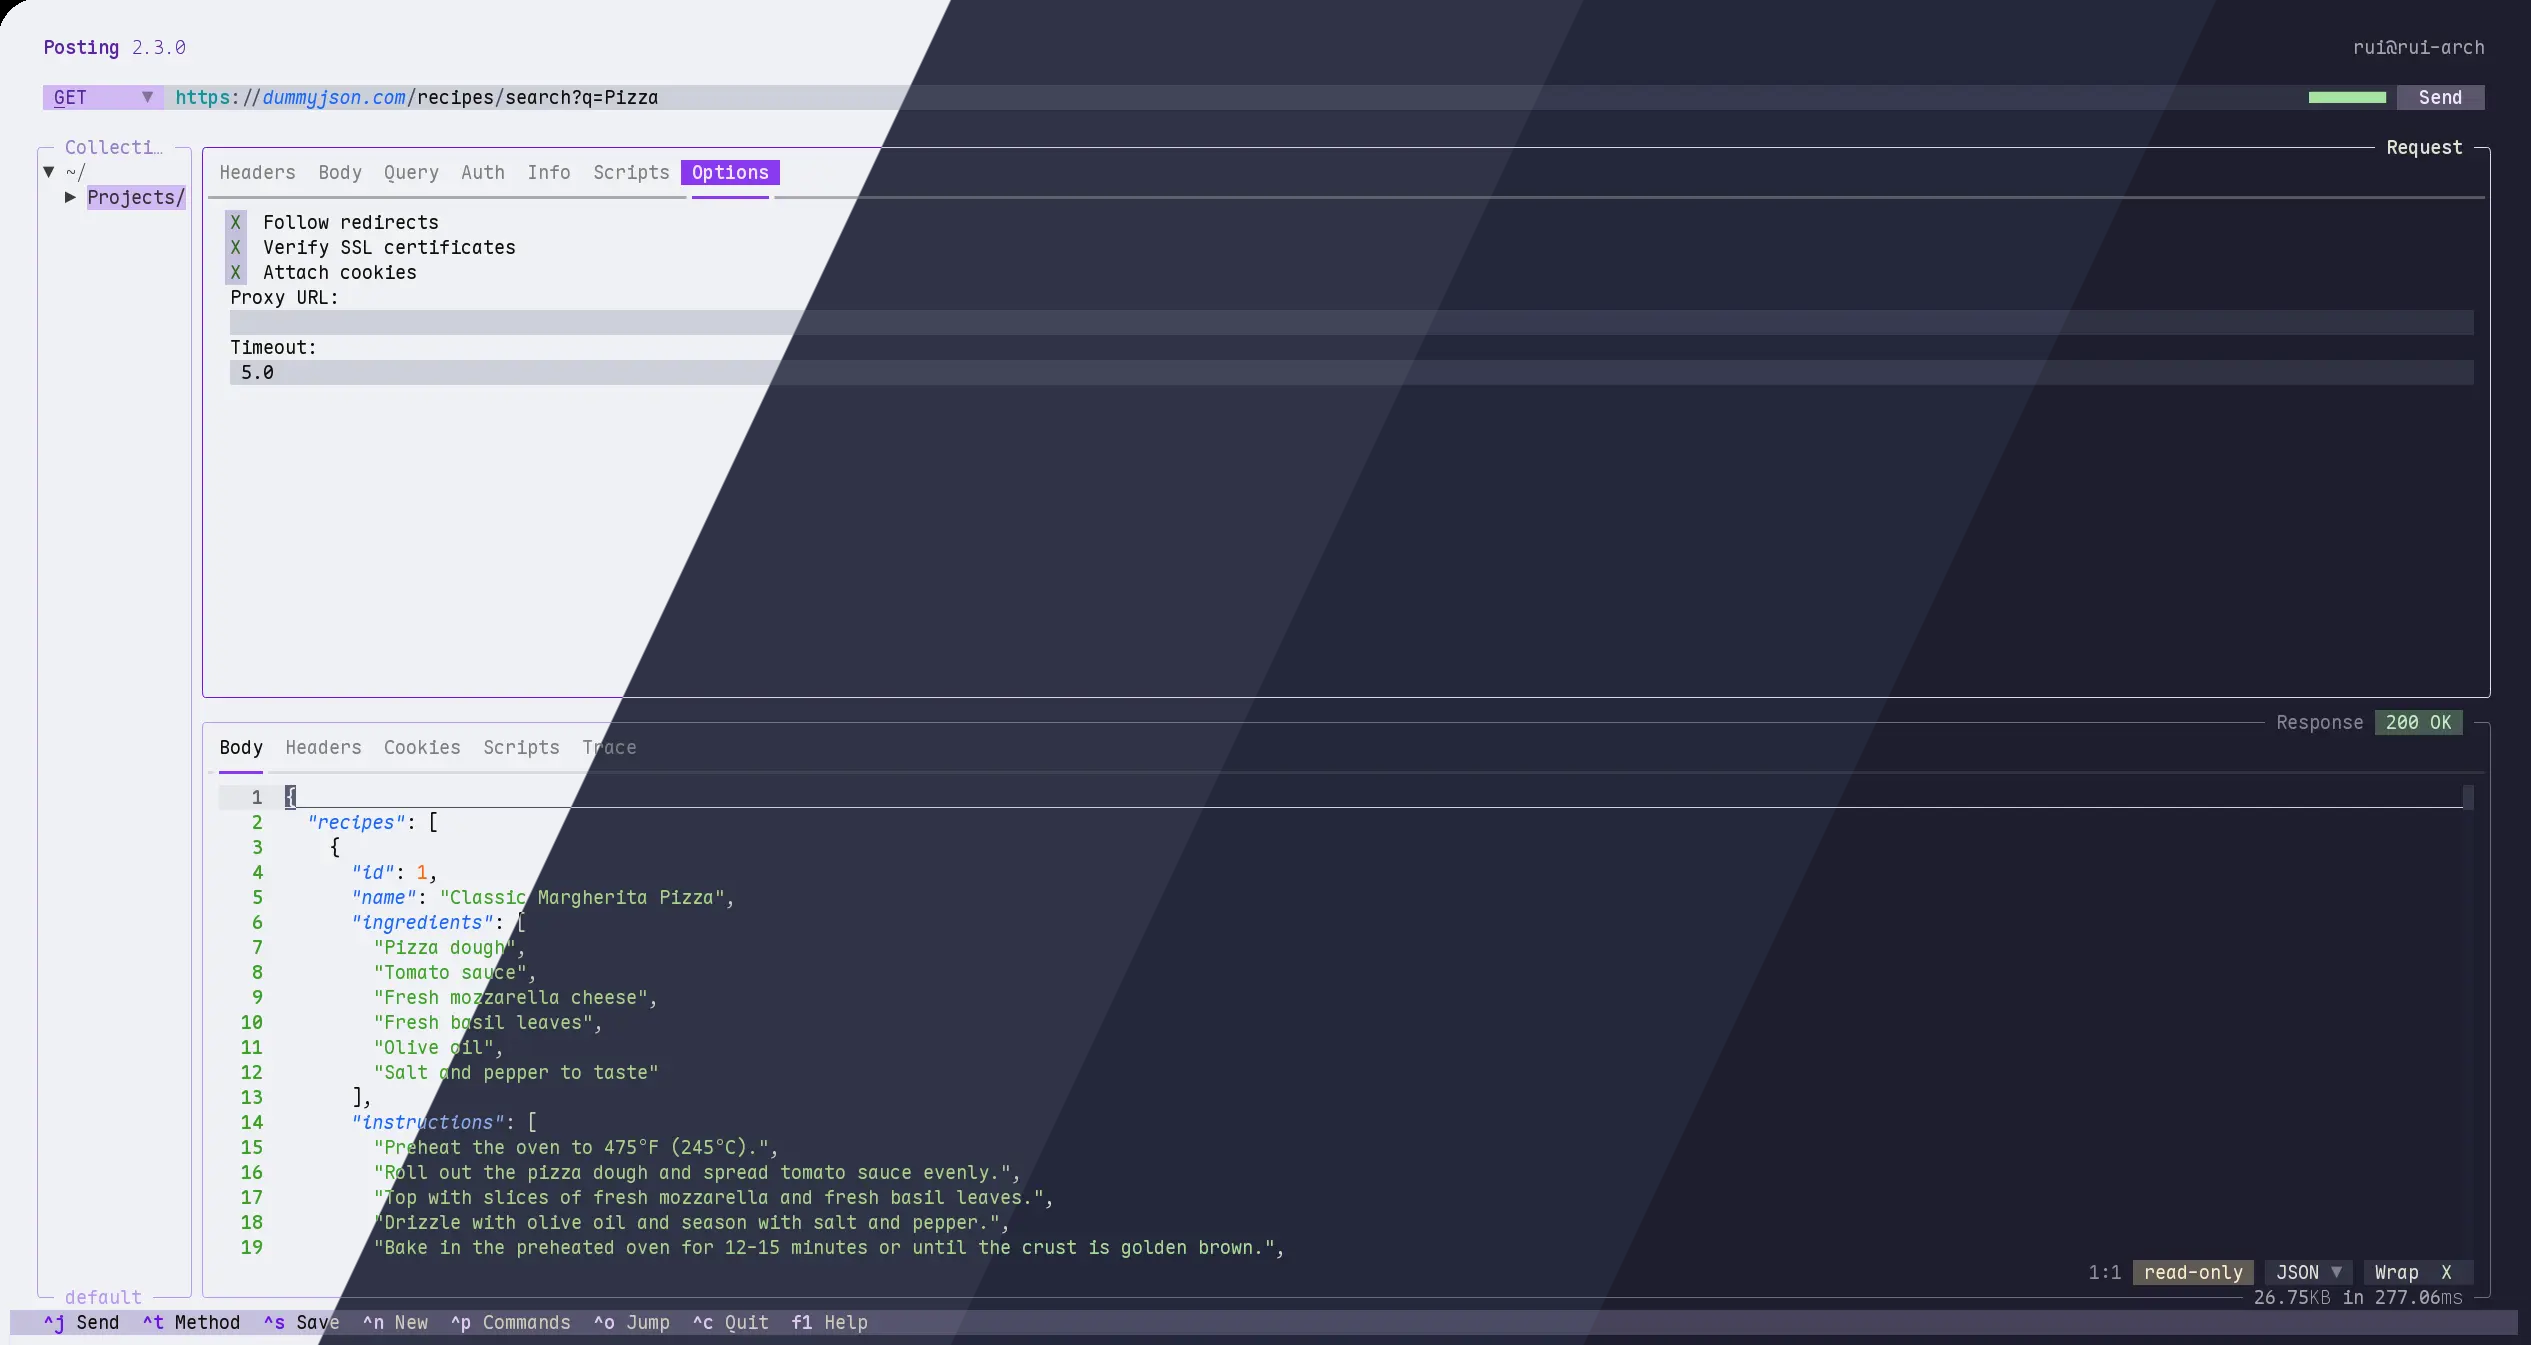 Posting 2.3.0
rui@rui-arch
GET ▼ https://dummyjson.com/recipes/search?q=Pizza
Send
Collecti…
▼ ~/
▶ Projects/
default
Request
Headers Body Query Auth Info Scripts Options
X Follow redirects
X Verify SSL certificates
X Attach cookies
Proxy URL:
Timeout:
5.0
Response 200 OK
Body Headers Cookies Scripts Trace
1 {
2 "recipes": [
3 {
4 "id": 1,
5 "name": "Classic Margherita Pizza",
6 "ingredients": [
7 "Pizza dough",
8 "Tomato sauce",
9 "Fresh mozzarella cheese",
10 "Fresh basil leaves",
11 "Olive oil",
12 "Salt and pepper to taste"
13 ],
14 "instructions": [
15 "Preheat the oven to 475°F (245°C).",
16 "Roll out the pizza dough and spread tomato sauce evenly.",
17 "Top with slices of fresh mozzarella and fresh basil leaves.",
18 "Drizzle with olive oil and season with salt and pepper.",
19 "Bake in the preheated oven for 12-15 minutes or until the crust is golden brown.",
1:1 read-only JSON ▼ Wrap X
26.75KB in 277.06ms
^j Send ^t Method ^s Save ^n New ^p Commands ^o Jump ^c Quit f1 Help